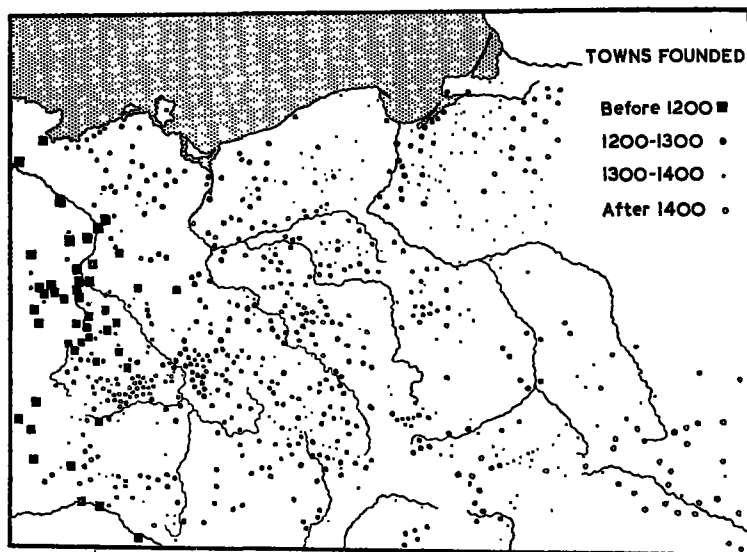 TOWNS FOUNDED
Before 1200 ■
1200-1300 •
1300-1400 ·
After 1400 ○